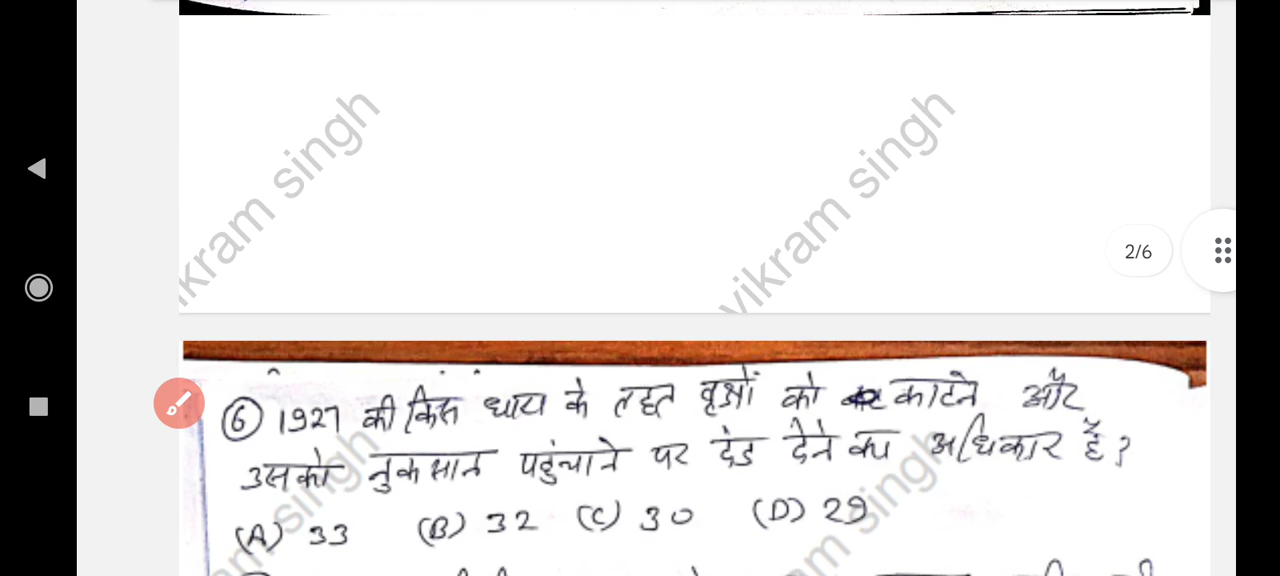 vikram singh
vikram singh
2/6
⑥ 1927 की किस धारा के तहत वृक्षों को काटने और
उसको नुकसान पहुंचाने पर दंड देने का अधिकार है?
(A) 33 (B) 32 (C) 30 (D) 29